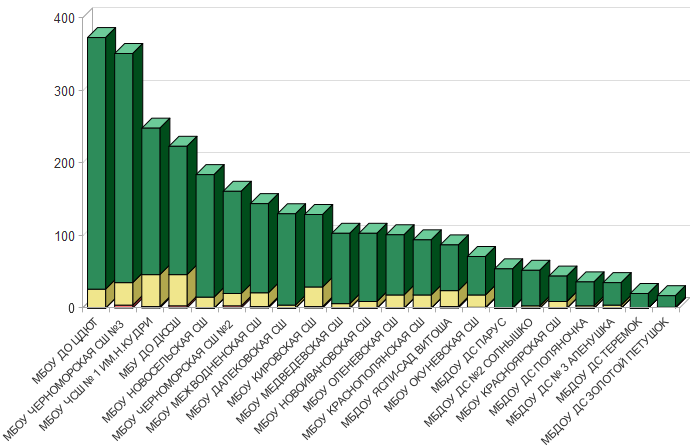 400
300
200
100
0
МБОУ ДО ЦДЮТ
МБОУ ЧЕРНОМОРСКАЯ СШ №3
МБОУ ЧСШ № 1 ИМ.Н.КУДРИ
МБУ ДО ДЮСШ
МБОУ НОВОСЕЛЬСКАЯ СШ
МБОУ ЧЕРНОМОРСКАЯ СШ №2
МБОУ МЕЖВОДНЕНСКАЯ СШ
МБОУ ДАЛЕКОВСКАЯ СШ
МБОУ КИРОВСКАЯ СШ
МБОУ МЕДВЕДЕВСКАЯ СШ
МБОУ НОВОИВАНОВСКАЯ СШ
МБОУ ОЛЕНЕВСКАЯ СШ
МБОУ КРАСНОПОЛЯНСКАЯ СШ
МБДОУ ЯСЛИ-САД ВИТОША
МБОУ ОКУНЕВСКАЯ СШ
МБДОУ ДС ПАРУС
МБДОУ ДС №2 СОЛНЫШКО
МБОУ КРАСНОЯРСКАЯ СШ
МБДОУ ДС ПОЛЯНОЧКА
МБДОУ ДС № 3 АЛЕНУШКА
МБДОУ ДС ТЕРЕМОК
МБДОУ ДС ЗОЛОТОЙ ПЕТУШОК